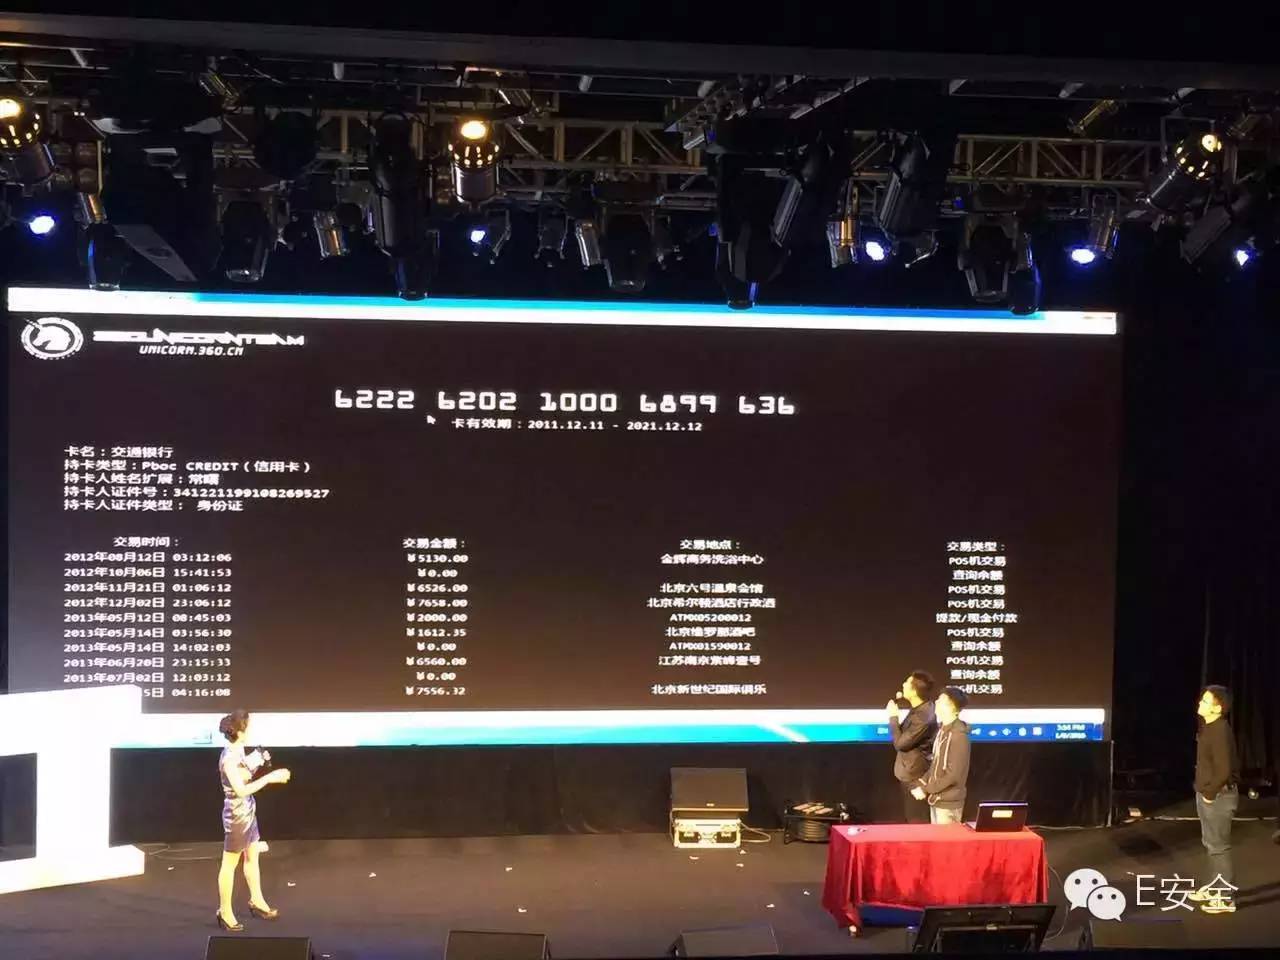 360UNICORNTEAM
UNICORN.360.CN
6222 6202 1000 6899 636
卡有效期：2011.12.11 - 2021.12.12
卡名：交通银行
持卡类型：Pboc CREDIT（信用卡）
持卡人姓名扩展：常曙
持卡人证件号：341221199108269527
持卡人证件类型： 身份证
交易时间： 交易金额： 交易地点： 交易类型：
2012年08月12日 03:12:06 ¥5130.00 金辉商务洗浴中心 POS机交易
2012年10月06日 15:41:53 ¥0.00 查询余额
2012年11月21日 01:06:12 ¥6526.00 北京六号温泉会馆 POS机交易
2012年12月02日 23:06:12 ¥7658.00 北京希尔顿酒店行政酒 POS机交易
2013年05月12日 08:45:03 ¥2000.00 ATMX05200012 提款/现金付款
2013年05月14日 03:56:30 ¥1612.35 北京维罗那酒吧 POS机交易
2013年05月14日 14:02:03 ¥0.00 ATMX01590012 查询余额
2013年06月20日 23:15:33 ¥6560.00 江苏南京紫峰壹号 POS机交易
2013年07月02日 12:03:12 ¥0.00 查询余额
5日 04:16:08 ¥7556.32 北京新世纪国际俱乐 POS机交易
E安全